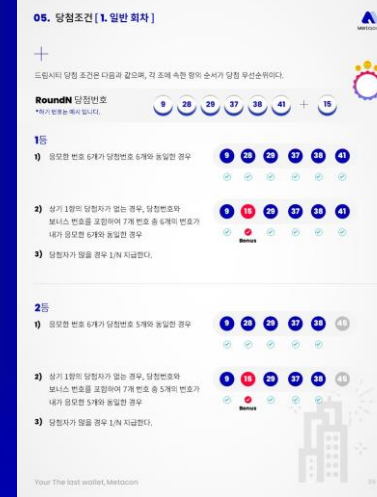 05. 당첨조건 [ 1. 일반 회차 ]
Metacon
드림시티 당첨 조건은 다음과 같으며, 각 조에 속한 항의 순서가 당첨 우선순위이다.
RoundN 당첨번호
*하기 번호는 예시 입니다.
9 28 29 37 38 41 + 15
1등
1) 응모한 번호 6개가 당첨번호 6개와 동일한 경우
9 28 29 37 38 41
2) 상기 1항의 당첨자가 없는 경우, 당첨번호와
보너스 번호를 포함하여 7개 번호 중 6개의 번호가
내가 응모한 6개와 동일한 경우
9 15 29 37 38 41
Bonus
3) 당첨자가 많을 경우 1/N 지급한다.
2등
1) 응모한 번호 6개가 당첨번호 5개와 동일한 경우
9 28 29 37 38 45
2) 상기 1항의 당첨자가 없는 경우, 당첨번호와
보너스 번호를 포함하여 7개 번호 중 5개의 번호가
내가 응모한 5개와 동일한 경우
9 15 29 37 38 45
Bonus
3) 당첨자가 많을 경우 1/N 지급한다.
Your The last wallet, Metacon